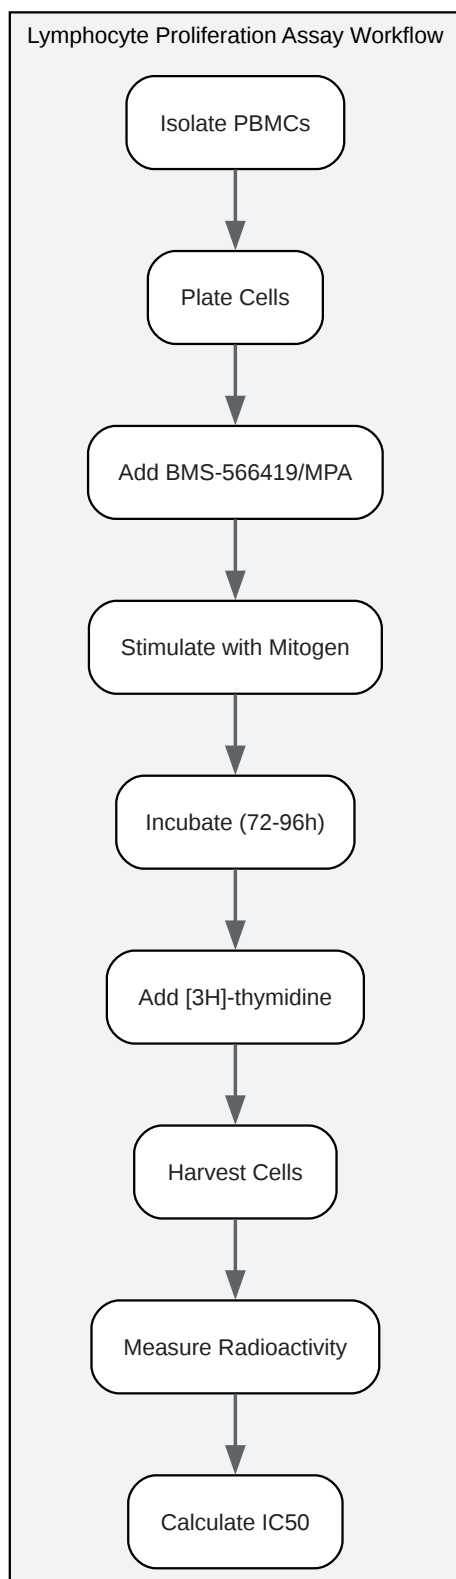 Lymphocyte Proliferation Assay Workflow
Isolate PBMCs
Plate Cells
Add BMS-566419/MPA
Stimulate with Mitogen
Incubate (72-96h)
Add [3H]-thymidine
Harvest Cells
Measure Radioactivity
Calculate IC50